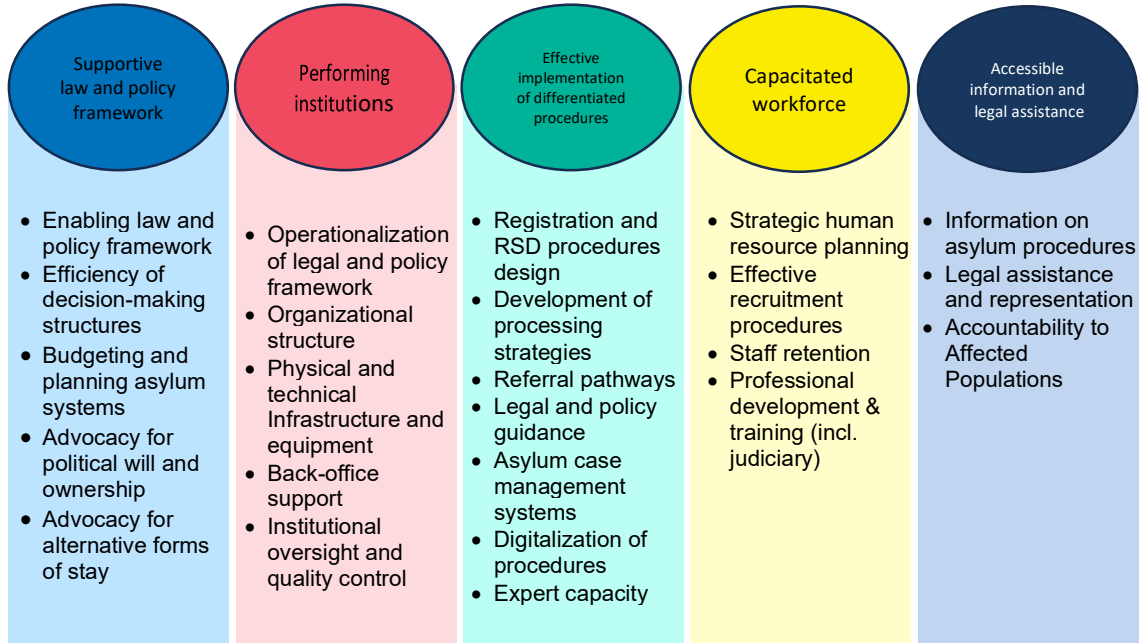 Supportive
law and policy
framework
• Enabling law and
policy framework
• Efficiency of
decision-making
structures
• Budgeting and
planning asylum
systems
• Advocacy for
political will and
ownership
• Advocacy for
alternative forms
of stay
Performing
institutions
• Operationalization
of legal and policy
framework
• Organizational
structure
• Physical and
technical
Infrastructure and
equipment
• Back-office
support
• Institutional
oversight and
quality control
Effective
implementation
of differentiated
procedures
• Registration and
RSD procedures
design
• Development of
processing
strategies
• Referral pathways
• Legal and policy
guidance
• Asylum case
management
systems
• Digitalization of
procedures
• Expert capacity
Capacitated
workforce
• Strategic human
resource planning
• Effective
recruitment
procedures
• Staff retention
• Professional
development &
training (incl.
judiciary)
Accessible
information and
legal assistance
• Information on
asylum procedures
• Legal assistance
and representation
• Accountability to
Affected
Populations